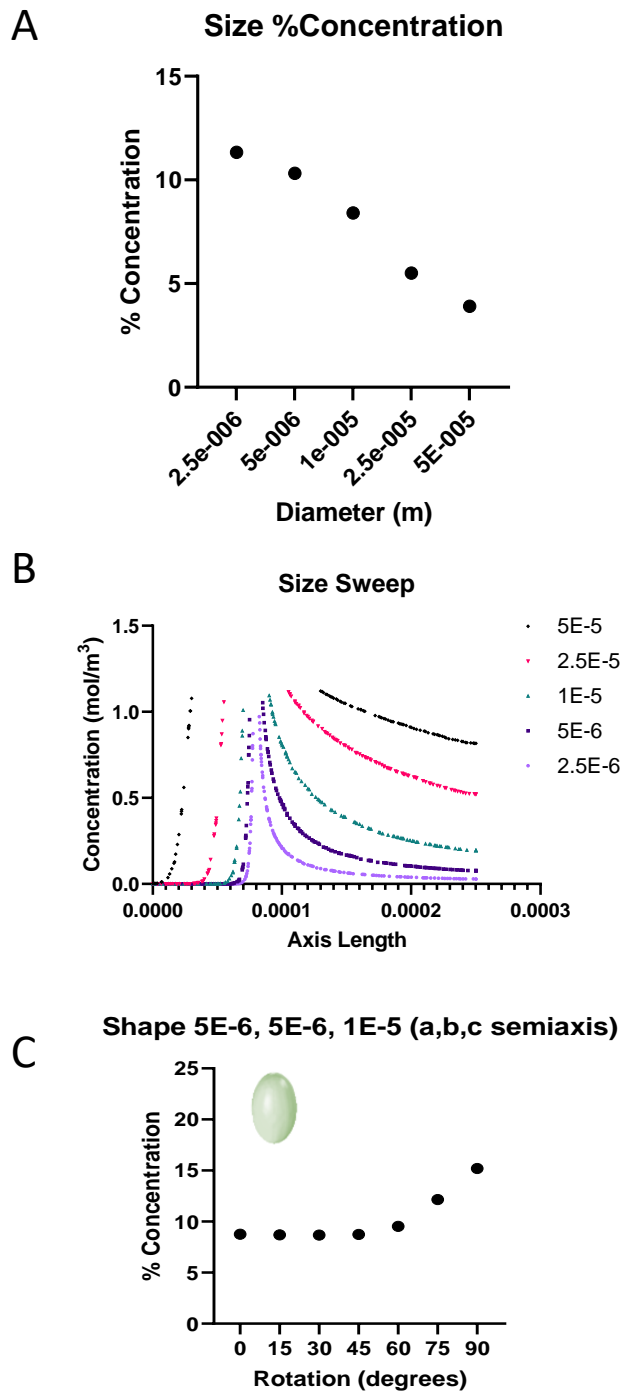 A
Size %Concentration
% Concentration
15
10
5
0
2.5e-006
5e-006
1e-005
2.5e-005
5E-005
Diameter (m)
B
Size Sweep
Concentration (mol/m³)
1.5
1.0
0.5
0.0
0.0000
0.0001
0.0002
0.0003
Axis Length
5E-5
2.5E-5
1E-5
5E-6
2.5E-6
C
Shape 5E-6, 5E-6, 1E-5 (a,b,c semiaxis)
% Concentration
25
20
15
10
5
0
0 15 30 45 60 75 90
Rotation (degrees)